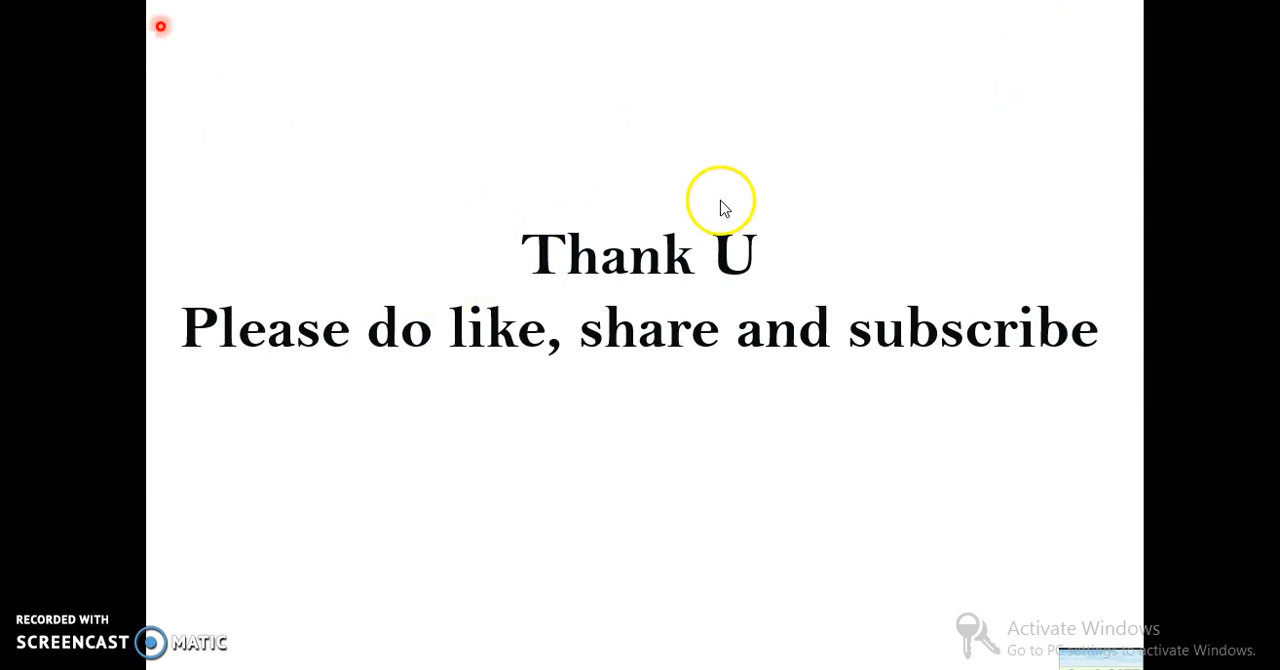 Thank U
Please do like, share and subscribe
RECORDED WITH
SCREENCAST MATIC
Activate Windows
Go to PC settings to activate Windows.